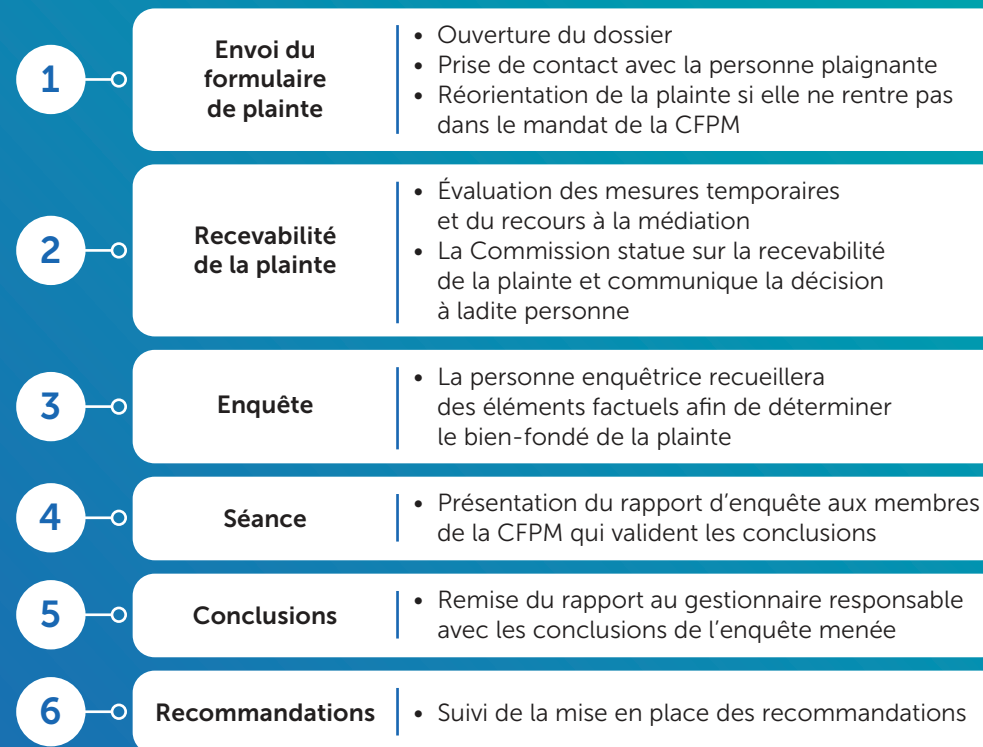 1
Envoi du
formulaire
de plainte
• Ouverture du dossier
• Prise de contact avec la personne plaignante
• Réorientation de la plainte si elle ne rentre pas
dans le mandat de la CFPM
2
Recevabilité
de la plainte
• Évaluation des mesures temporaires
et du recours à la médiation
• La Commission statue sur la recevabilité
de la plainte et communique la décision
à ladite personne
3
Enquête
• La personne enquêtrice recueillera
des éléments factuels afin de déterminer
le bien-fondé de la plainte
4
Séance
• Présentation du rapport d’enquête aux membres
de la CFPM qui valident les conclusions
5
Conclusions
• Remise du rapport au gestionnaire responsable
avec les conclusions de l’enquête menée
6
Recommandations
• Suivi de la mise en place des recommandations